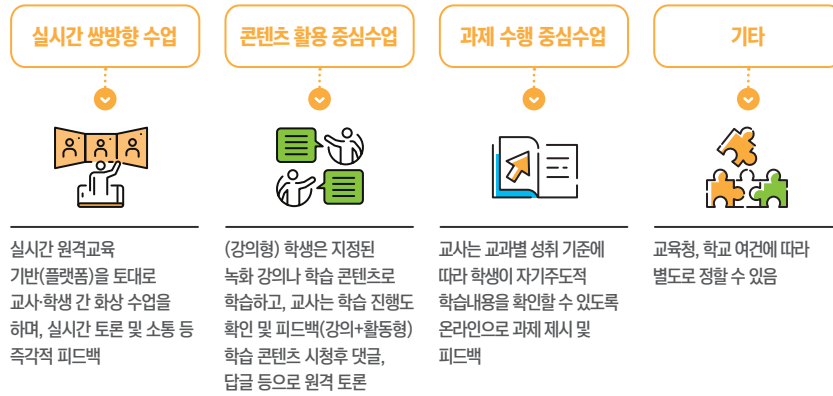 실시간 쌍방향 수업
콘텐츠 활용 중심수업
과제 수행 중심수업
기타
실시간 원격교육
기반(플랫폼)을 토대로
교사·학생 간 화상 수업을
하며, 실시간 토론 및 소통 등
즉각적 피드백
(강의형) 학생은 지정된
녹화 강의나 학습 콘텐츠로
학습하고, 교사는 학습 진행도
확인 및 피드백(강의+활동형)
학습 콘텐츠 시청후 댓글,
답글 등으로 원격 토론
교사는 교과별 성취 기준에
따라 학생이 자기주도적
학습내용을 확인할 수 있도록
온라인으로 과제 제시 및
피드백
교육청, 학교 여건에 따라
별도로 정할 수 있음